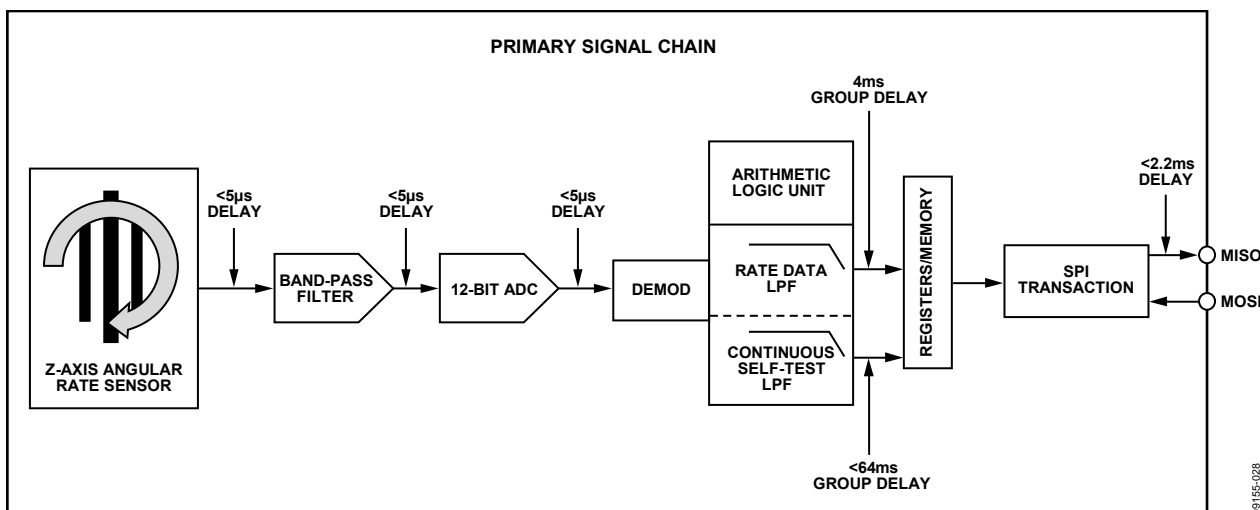 PRIMARY SIGNAL CHAIN
4ms
GROUP DELAY
<2.2ms
DELAY
<5µs
DELAY
<5µs
DELAY
<5µs
DELAY
ARITHMETIC
LOGIC UNIT
Z-AXIS ANGULAR
RATE SENSOR
BAND-PASS
FILTER
12-BIT ADC
DEMOD
RATE DATA
LPF
CONTINUOUS
SELF-TEST
LPF
REGISTERS/MEMORY
SPI
TRANSACTION
MISO
MOSI
<64ms
GROUP DELAY
09155-028